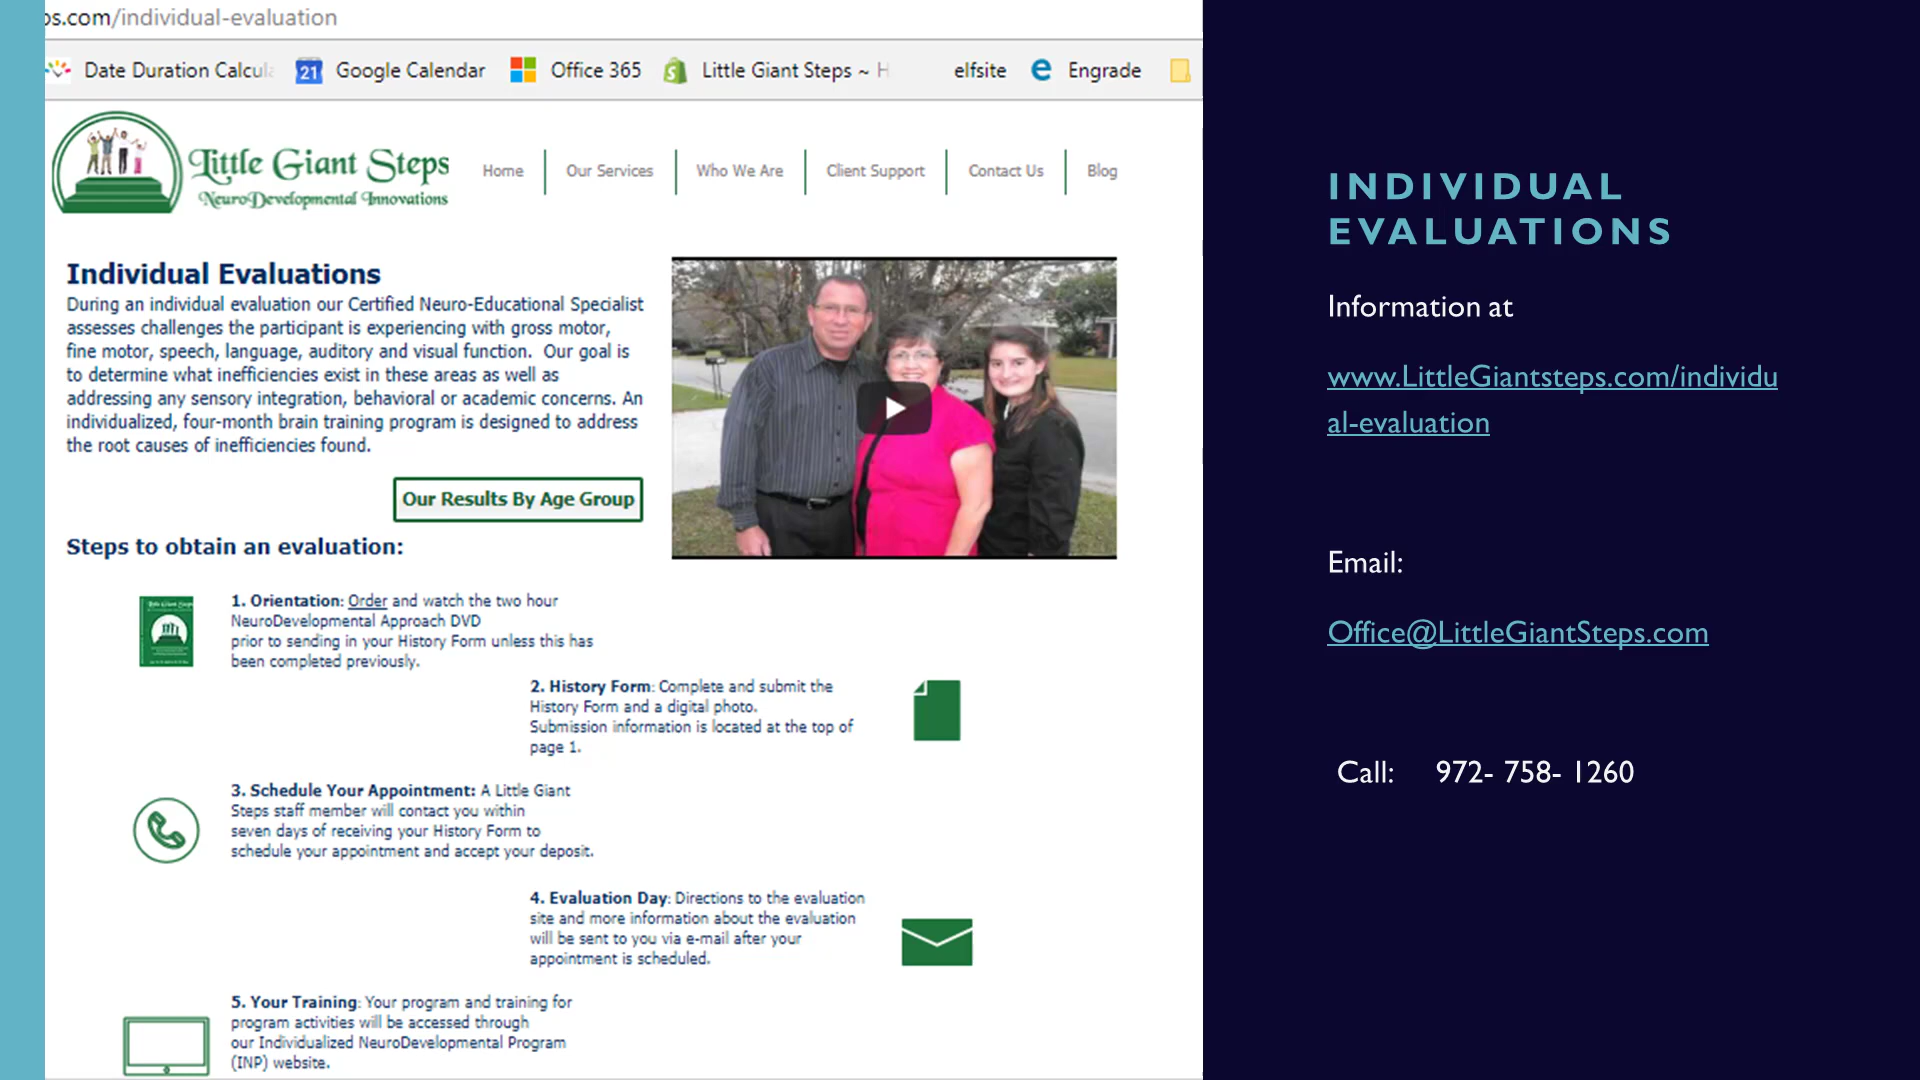 ps.com/individual-evaluation
Date Duration Calcula
21
Google Calendar
Office 365
Little Giant Steps ~ H
elfsite
Engrade
Little Giant Steps
NeuroDevelopmental Innovations
Home
Our Services
Who We Are
Client Support
Contact Us
Blog
Individual Evaluations
During an individual evaluation our Certified Neuro-Educational Specialist
assesses challenges the participant is experiencing with gross motor,
fine motor, speech, language, auditory and visual function.  Our goal is
to determine what inefficiencies exist in these areas as well as
addressing any sensory integration, behavioral or academic concerns. An
individualized, four-month brain training program is designed to address
the root causes of inefficiencies found.
Our Results By Age Group
Steps to obtain an evaluation:
1. Orientation: Order and watch the two hour
NeuroDevelopmental Approach DVD
prior to sending in your History Form unless this has
been completed previously.
2. History Form: Complete and submit the
History Form and a digital photo.
Submission information is located at the top of
page 1.
3. Schedule Your Appointment: A Little Giant
Steps staff member will contact you within
seven days of receiving your History Form to
schedule your appointment and accept your deposit.
4. Evaluation Day: Directions to the evaluation
site and more information about the evaluation
will be sent to you via e-mail after your
appointment is scheduled.
5. Your Training: Your program and training for
program activities will be accessed through
our Individualized NeuroDevelopmental Program
(INP) website.
INDIVIDUAL
EVALUATIONS
Information at
www.LittleGiantsteps.com/individu
al-evaluation
Email:
Office@LittleGiantSteps.com
Call: 972- 758- 1260